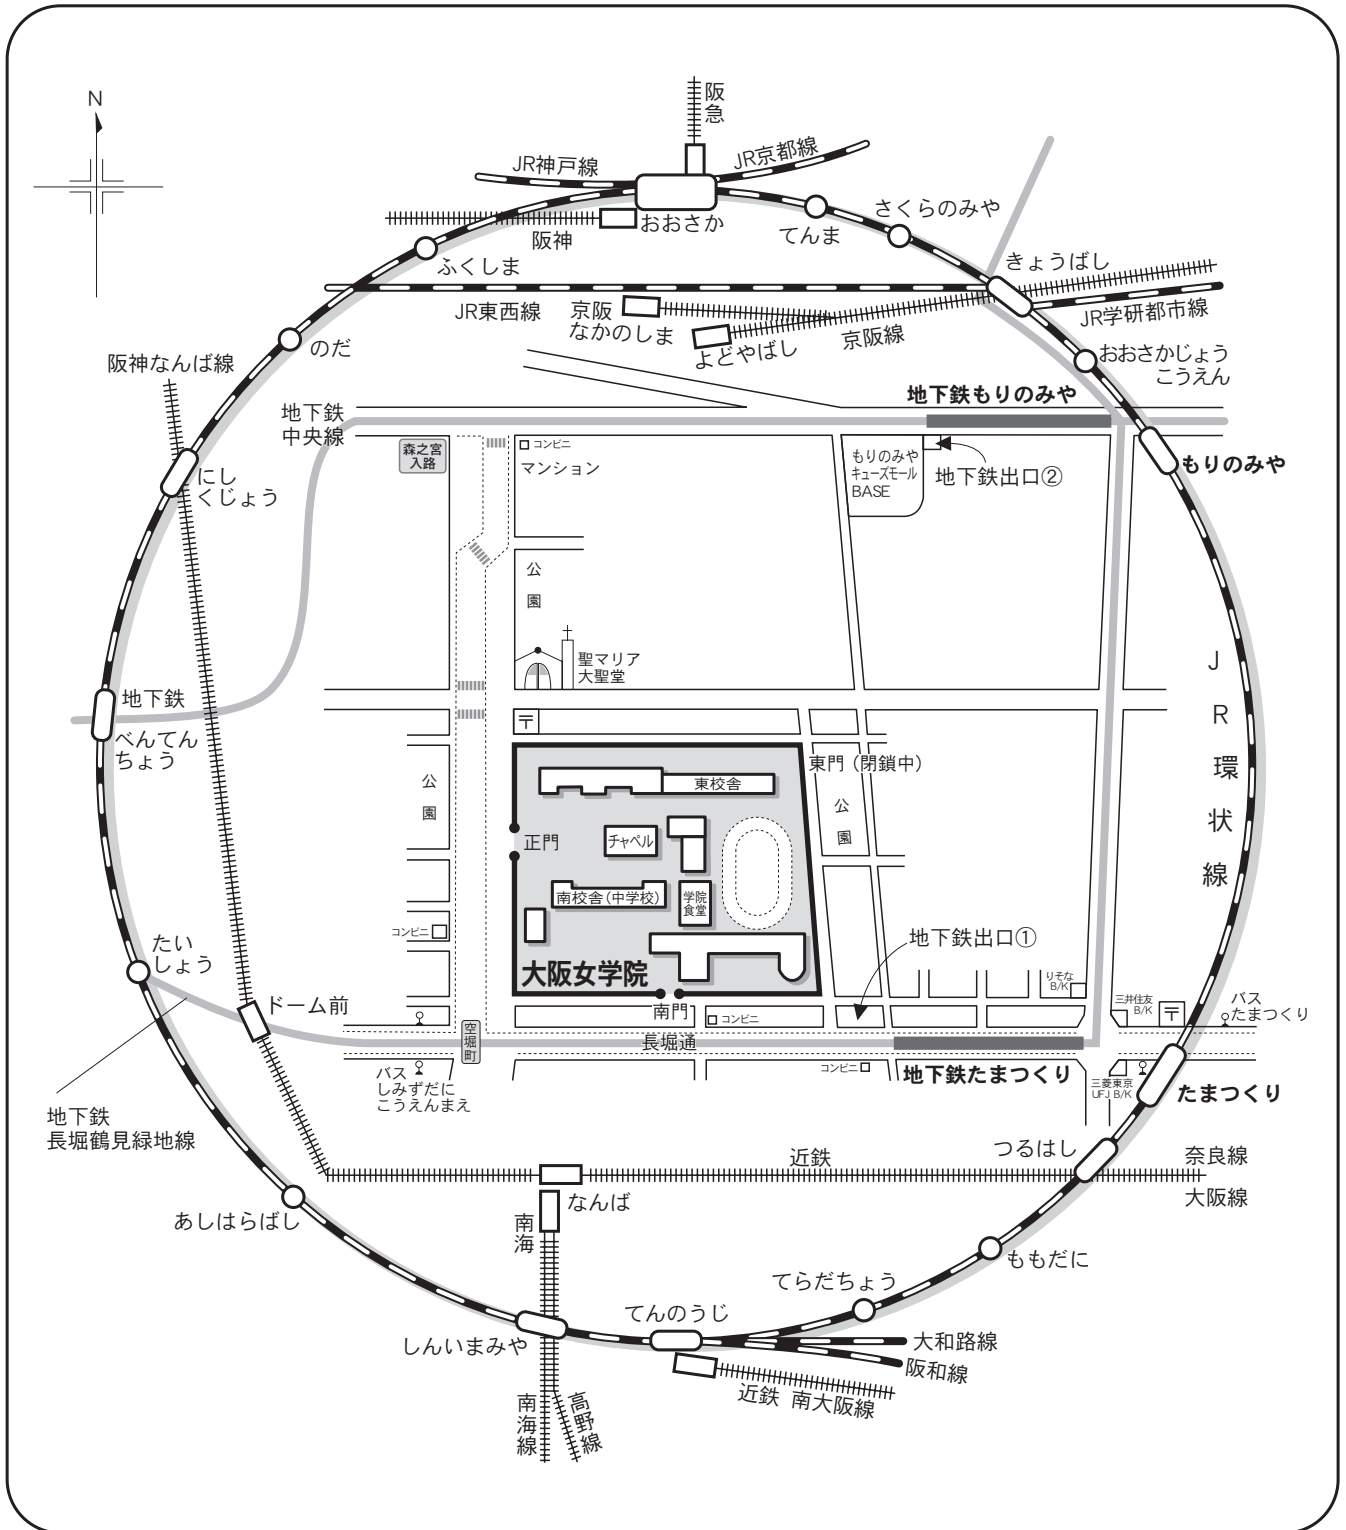 N
阪急
JR神戸線
JR京都線
おおさか
阪神
てんま
さくらのみや
ふくしま
きょうばし
JR東西線
京阪
なかのしま
よどやばし
京阪線
JR学研都市線
のだ
おおさかじょう
こうえん
阪神なんば線
地下鉄もりのみや
地下鉄
中央線
森之宮
入路
コンビニ
マンション
もりのみや
キューズモール
BASE
地下鉄出口②
もりのみや
にし
くじょう
公園
聖マリア
大聖堂
JR環状線
地下鉄
べんてん
ちょう
〒
東門（閉鎖中）
東校舎
公園
公園
正門
チャペル
南校舎（中学校）
学院
食堂
コンビニ
たい
しょう
地下鉄出口①
大阪女学院
りそな
B/K
三井住友
B/K
〒
バス
たまつくり
ドーム前
南門
コンビニ
空堀町
長堀通
バス
しみずだに
こうえんまえ
コンビニ
地下鉄たまつくり
三菱東京
UFJ B/K
たまつくり
地下鉄
長堀鶴見緑地線
つるはし
近鉄
奈良線
大阪線
なんば
南海
あしはらばし
ももだに
てらだちょう
てんのうじ
しんいまみや
大和路線
阪和線
近鉄 南大阪線
南海線
高野線